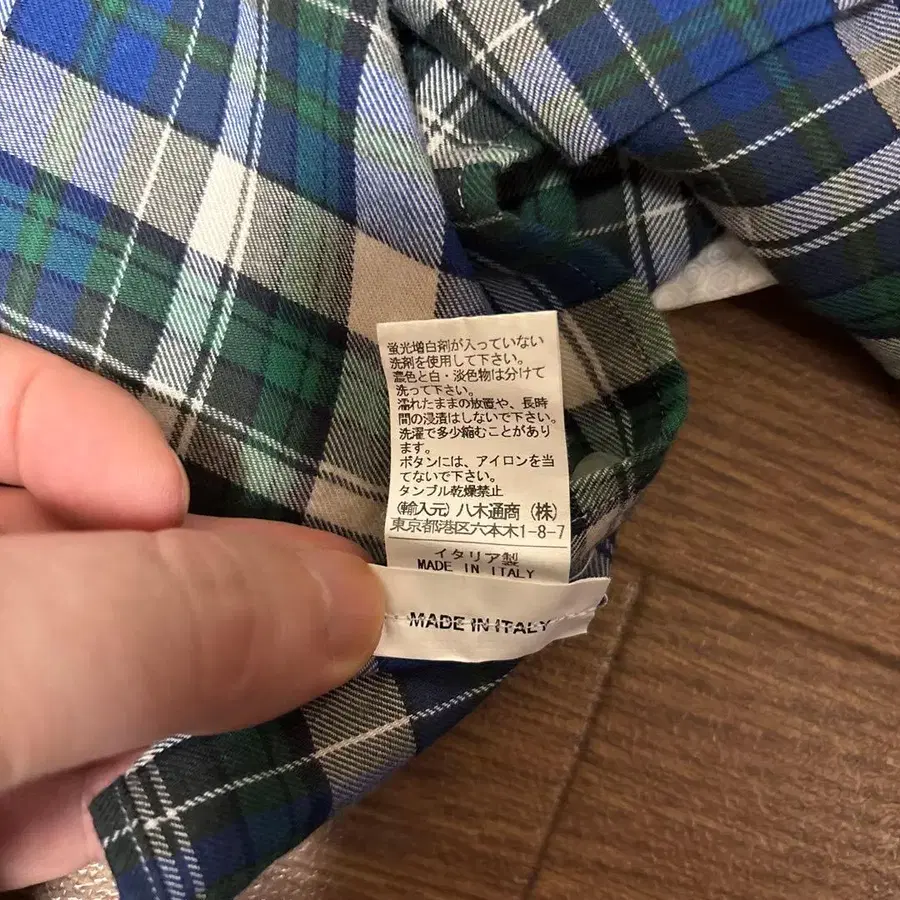 蛍光増白剤が入っていない
洗剤を使用して下さい。
濃色と白・淡色物は分けて
洗って下さい。
濡れたままの放置や、長時
間の浸漬はしないで下さい。
洗濯で多少縮むことがあり
ます。
ボタンには、アイロンを当
てないで下さい。
タンブル乾燥禁止
(輸入元) 八木通商 (株)
東京都港区六本木1-8-7
イタリア製
MADE IN ITALY
MADE IN ITALY